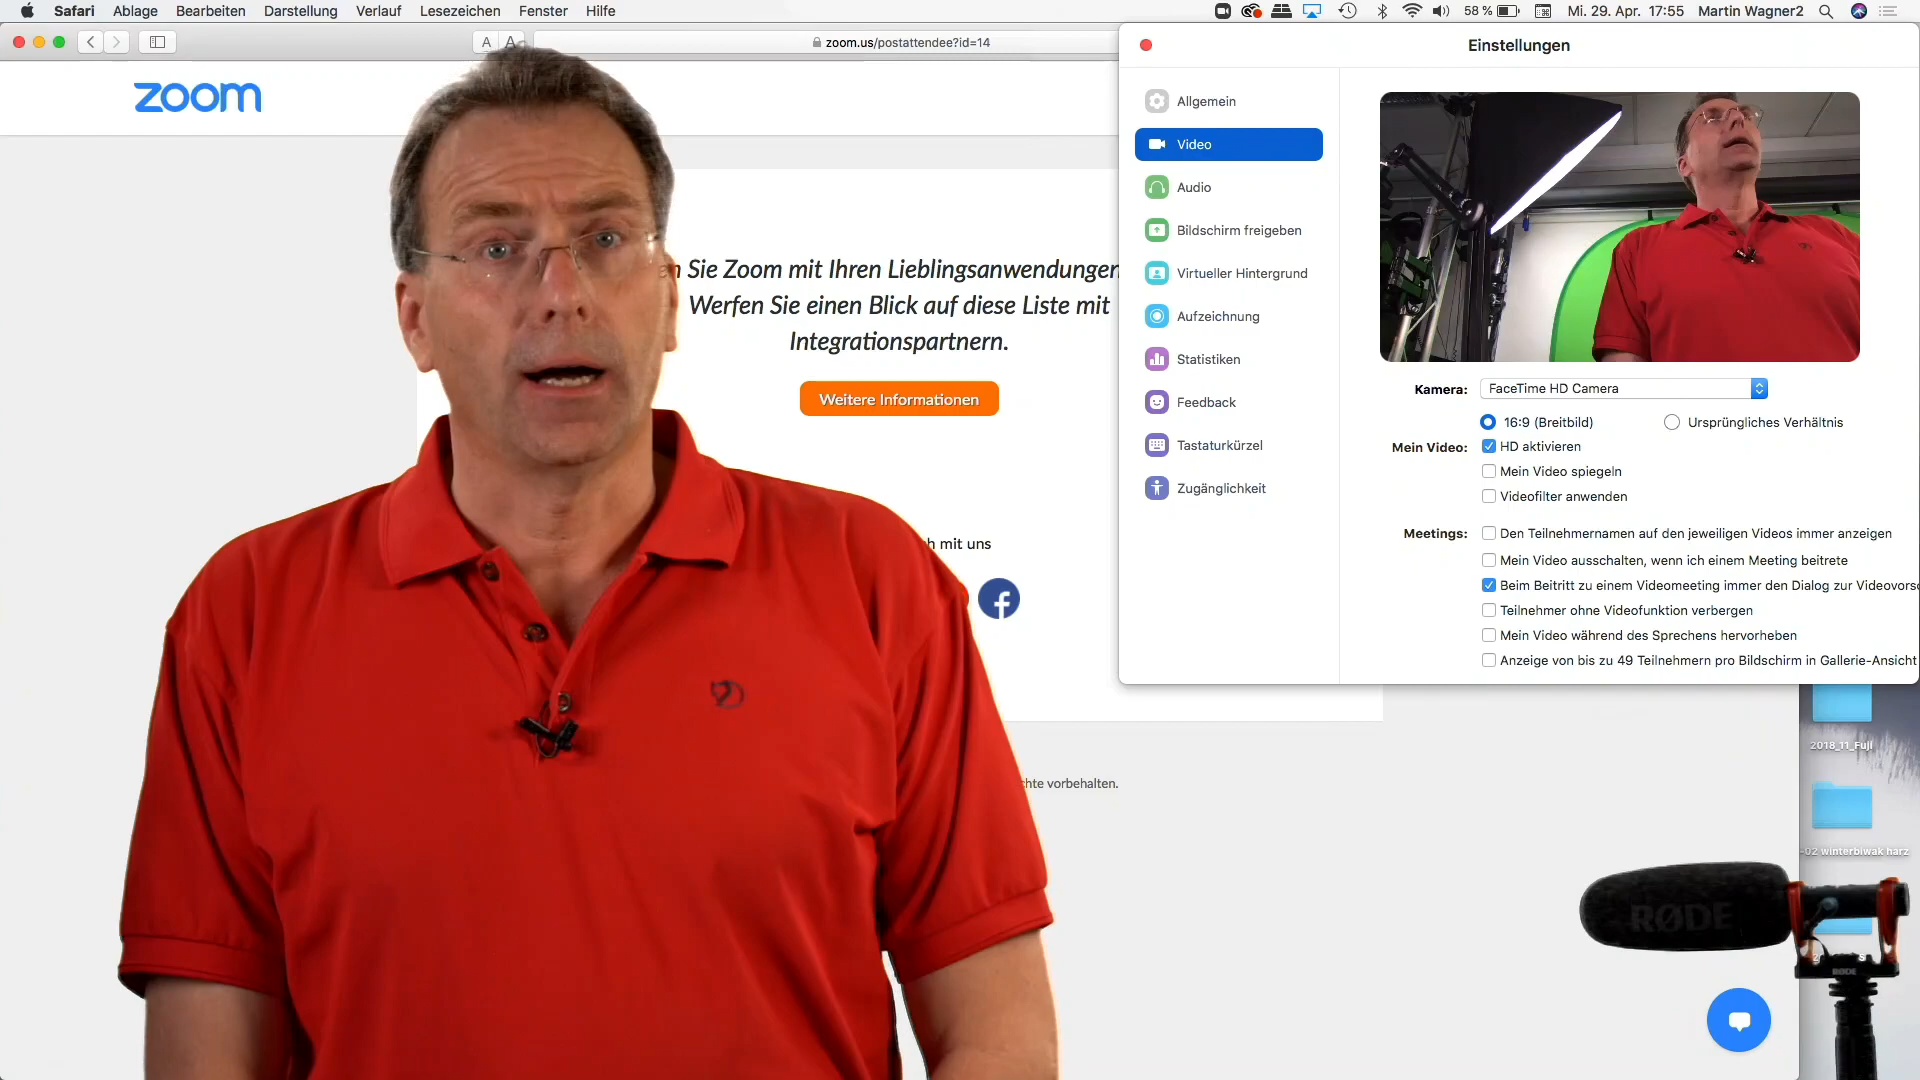 Safari Ablage Bearbeiten Darstellung Verlauf Lesezeichen Fenster Hilfe
58 % Mi. 29. Apr. 17:55 Martin Wagner2
A A zoom.us/postattendee?id=14
zoom
Sie Zoom mit Ihren Lieblingsanwendungen
Werfen Sie einen Blick auf diese Liste mit
Integrationspartnern.
Weitere Informationen
mit uns
vorbehalten.
Einstellungen
Allgemein
Video
Audio
Bildschirm freigeben
Virtueller Hintergrund
Aufzeichnung
Statistiken
Feedback
Tastaturkürzel
Zugänglichkeit
Kamera: FaceTime HD Camera
16:9 (Breitbild) Ursprüngliches Verhältnis
Mein Video: HD aktivieren
Mein Video spiegeln
Videofilter anwenden
Meetings: Den Teilnehmernamen auf den jeweiligen Videos immer anzeigen
Mein Video ausschalten, wenn ich einem Meeting beitrete
Beim Beitritt zu einem Videomeeting immer den Dialog zur Videovors
Teilnehmer ohne Videofunktion verbergen
Mein Video während des Sprechens hervorheben
Anzeige von bis zu 49 Teilnehmern pro Bildschirm in Gallerie-Ansicht
2018_11_Fuji
-02 winterbiwak harz
RØDE
RØDE